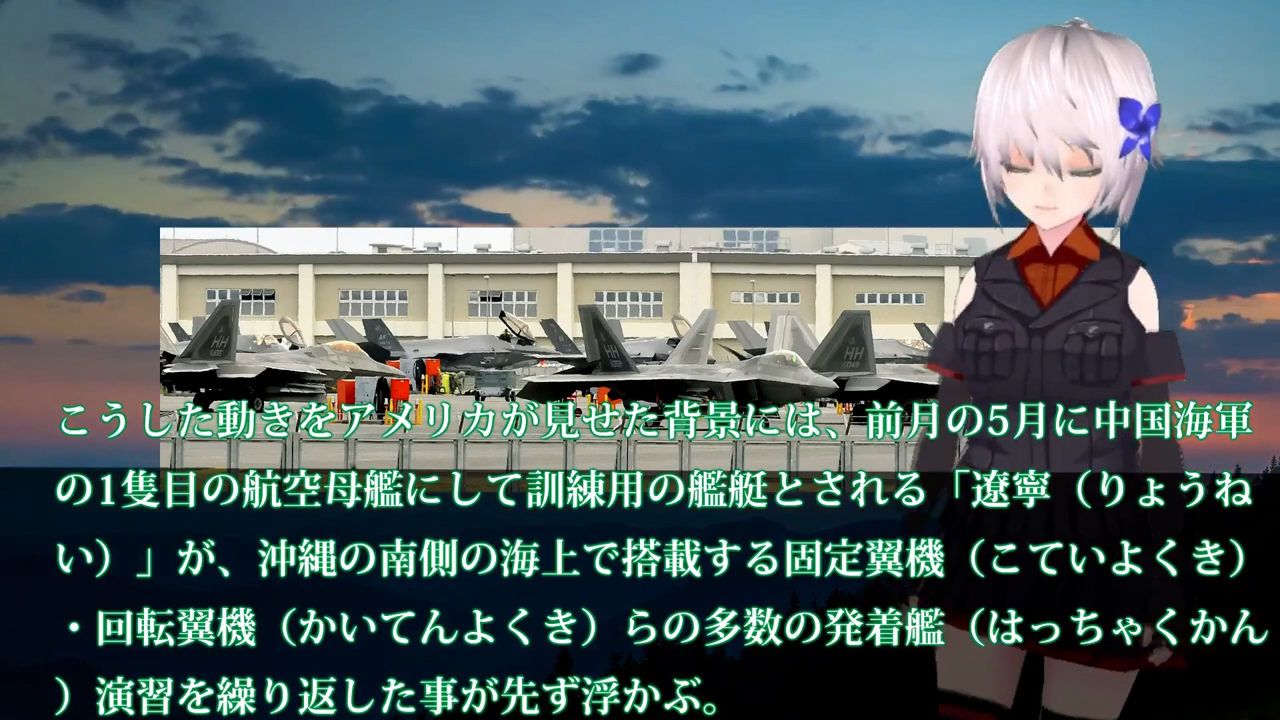 HH
AK
HH
HH
こうした動きをアメリカが見せた背景には、前月の5月に中国海軍
の1隻目の航空母艦にして訓練用の艦艇とされる「遼寧（りょうね
い）」が、沖縄の南側の海上で搭載する固定翼機（こていよくき）
・回転翼機（かいてんよくき）らの多数の発着艦（はっちゃくかん
）演習を繰り返した事が先ず浮かぶ。